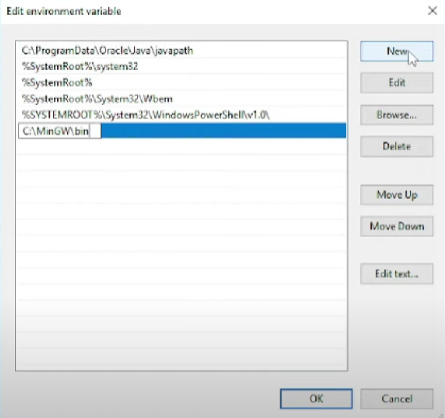 Edit environment variable
C:\ProgramData\Oracle\Java\javapath
%SystemRoot%\system32
%SystemRoot%
%SystemRoot%\System32\Wbem
%SYSTEMROOT%\System32\WindowsPowerShell\v1.0\
C:\MinGW\bin
New
Edit
Browse...
Delete
Move Up
Move Down
Edit text...
OK
Cancel